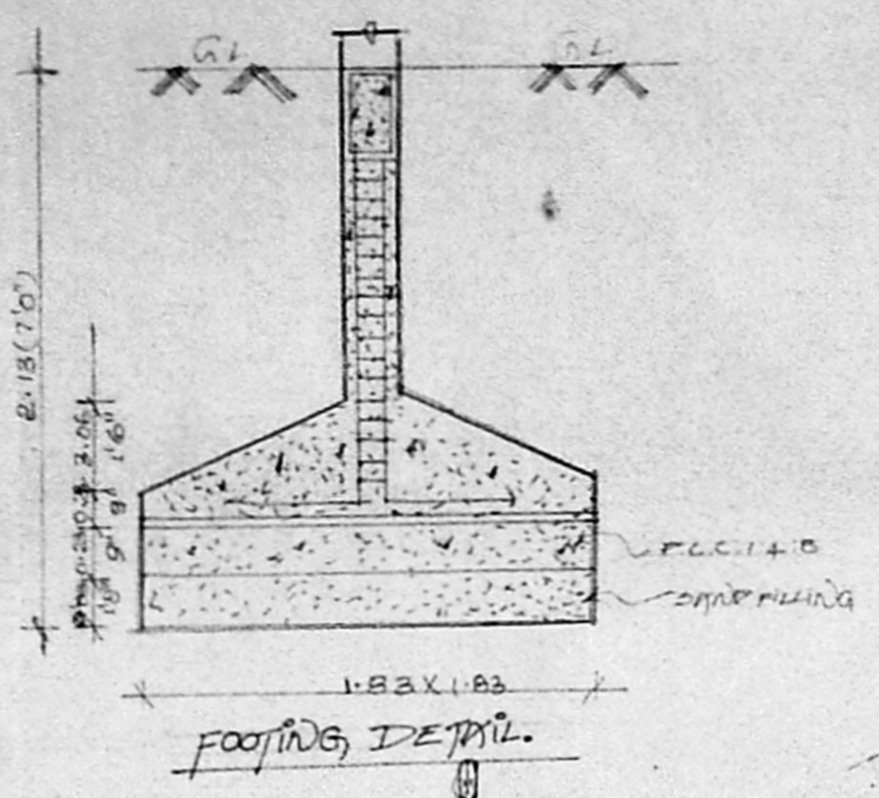 GL GL
2.13(7'0")
1'6"
9"
9"
P.C.C. 1:4:8
SAND FILLING
1.83 X 1.83
FOOTING DETAIL.